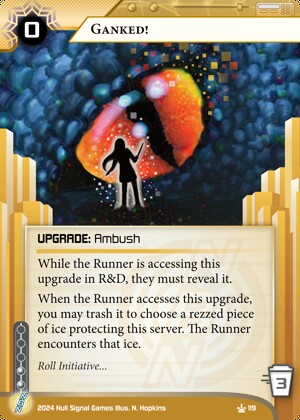 0
Ganked!
UPGRADE: Ambush
While the Runner is accessing this
upgrade in R&D, they must reveal it.
When the Runner accesses this upgrade,
you may trash it to choose a rezzed piece
of ice protecting this server. The Runner
encounters that ice.
Roll Initiative...
3
2024 Null Signal Games Illus. N. Hopkins